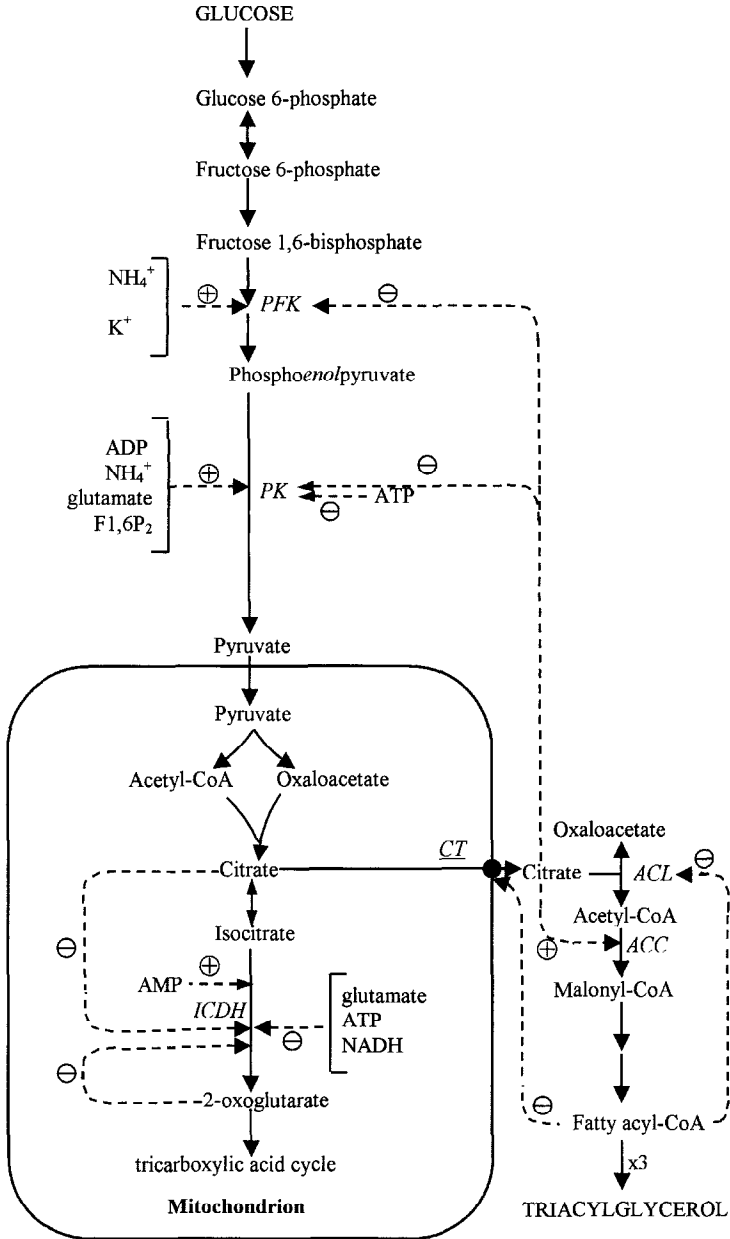 GLUCOSE
Glucose 6-phosphate
Fructose 6-phosphate
Fructose 1,6-bisphosphate
NH₄⁺
K⁺
⊕
PFK
⊖
Phosphoenolpyruvate
ADP
NH₄⁺
glutamate
F1,6P₂
⊕
PK
⊖
ATP
⊖
Pyruvate
Pyruvate
Acetyl-CoA
Oxaloacetate
Citrate
CT
Citrate
Oxaloacetate
ACL
⊖
Acetyl-CoA
⊕
ACC
Malonyl-CoA
Isocitrate
⊖
AMP
⊕
ICDH
glutamate
ATP
NADH
⊖
⊖
2-oxoglutarate
⊖
Fatty acyl-CoA
x3
tricarboxylic acid cycle
Mitochondrion
TRIACYLGLYCEROL